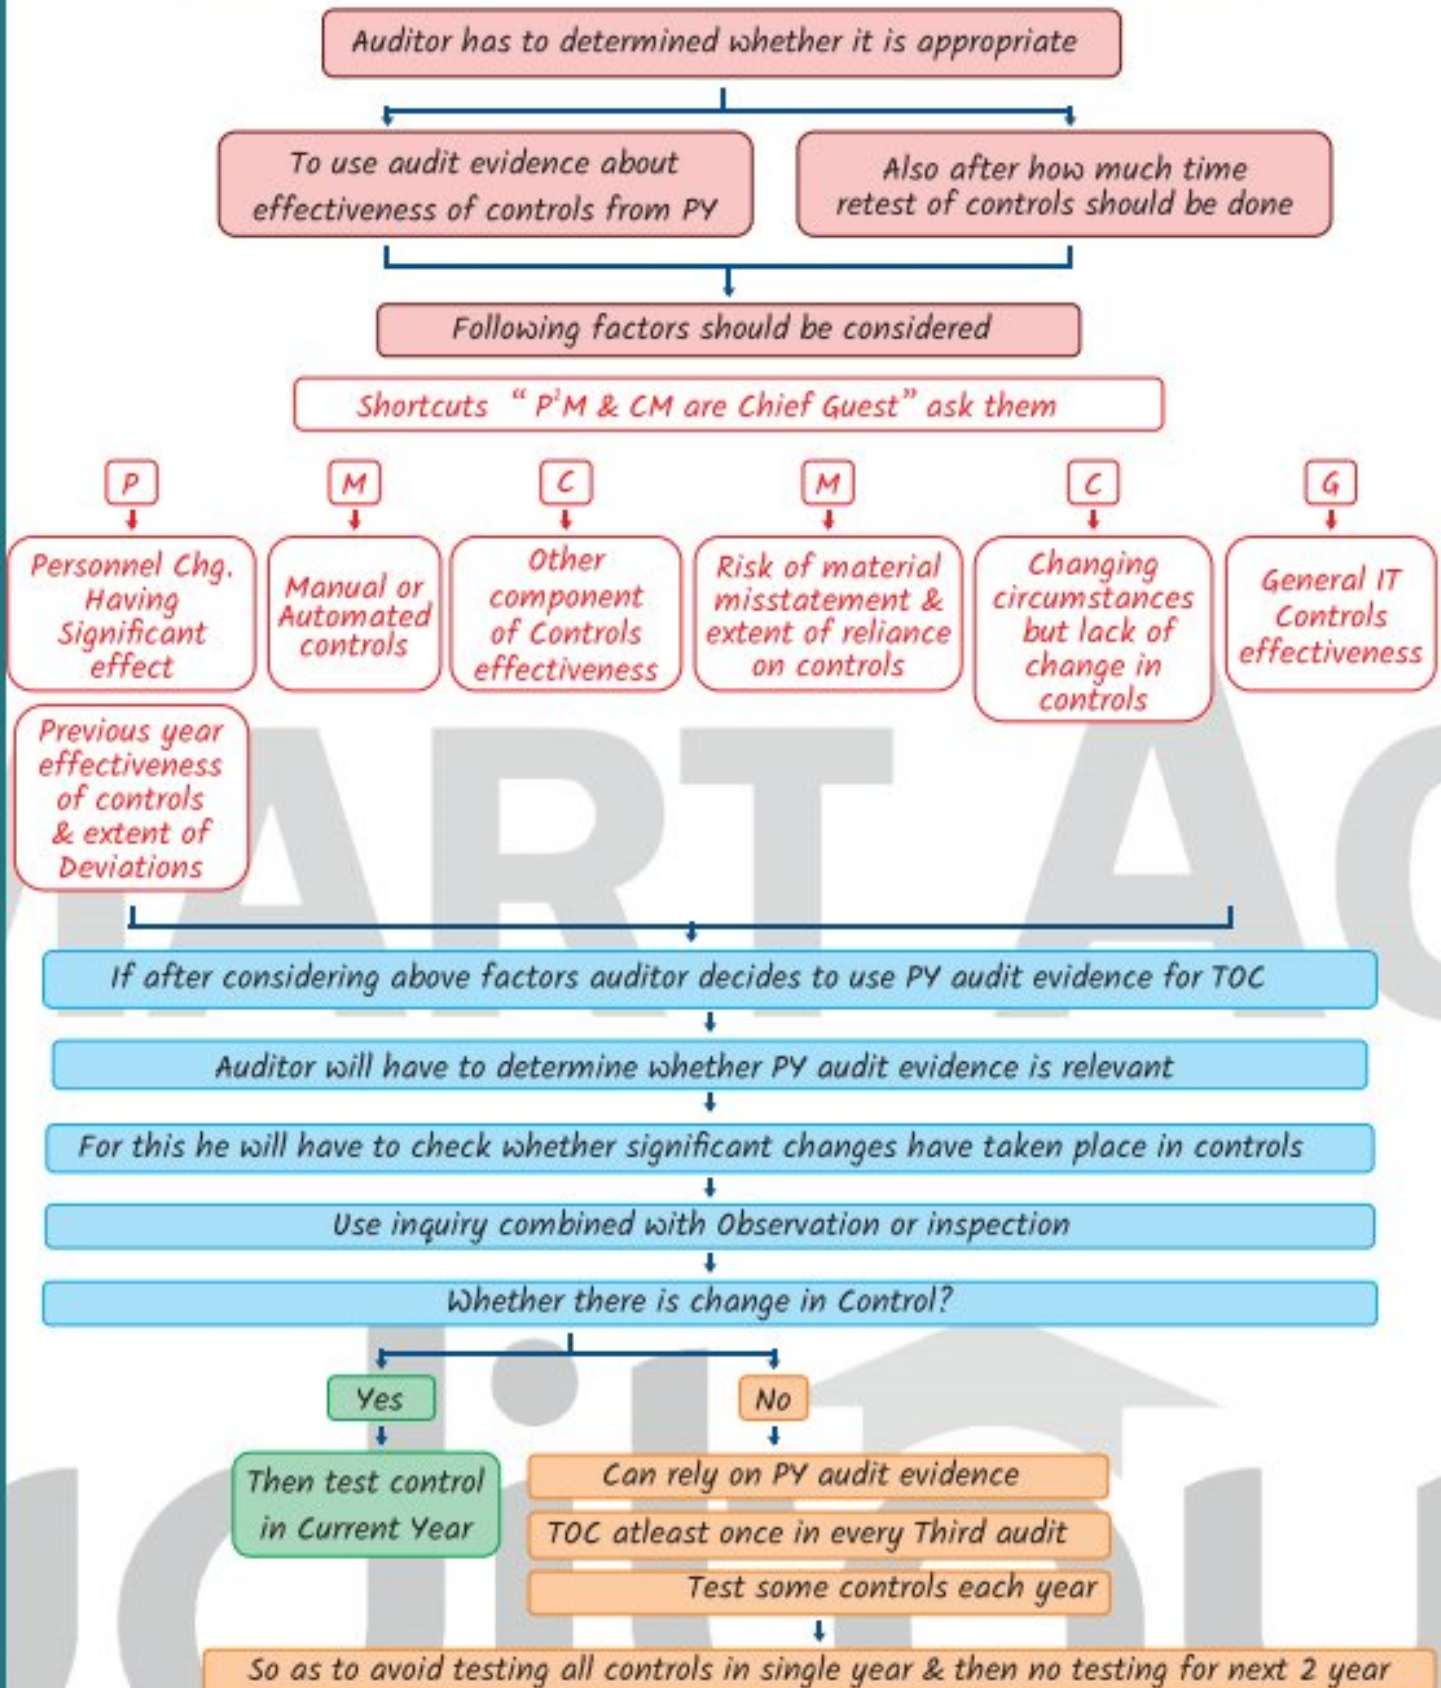 Auditor has to determined whether it is appropriate
To use audit evidence about
effectiveness of controls from PY
Also after how much time
retest of controls should be done
Following factors should be considered
Shortcuts “ P²M & CM are Chief Guest” ask them
P
M
C
M
C
G
Personnel Chg.
Having
Significant
effect
Manual or
Automated
controls
Other
component
of Controls
effectiveness
Risk of material
misstatement &
extent of reliance
on controls
Changing
circumstances
but lack of
change in
controls
General IT
Controls
effectiveness
Previous year
effectiveness
of controls
& extent of
Deviations
If after considering above factors auditor decides to use PY audit evidence for TOC
Auditor will have to determine whether PY audit evidence is relevant
For this he will have to check whether significant changes have taken place in controls
Use inquiry combined with Observation or inspection
Whether there is change in Control?
Yes
No
Then test control
in Current Year
Can rely on PY audit evidence
TOC atleast once in every Third audit
Test some controls each year
So as to avoid testing all controls in single year & then no testing for next 2 year